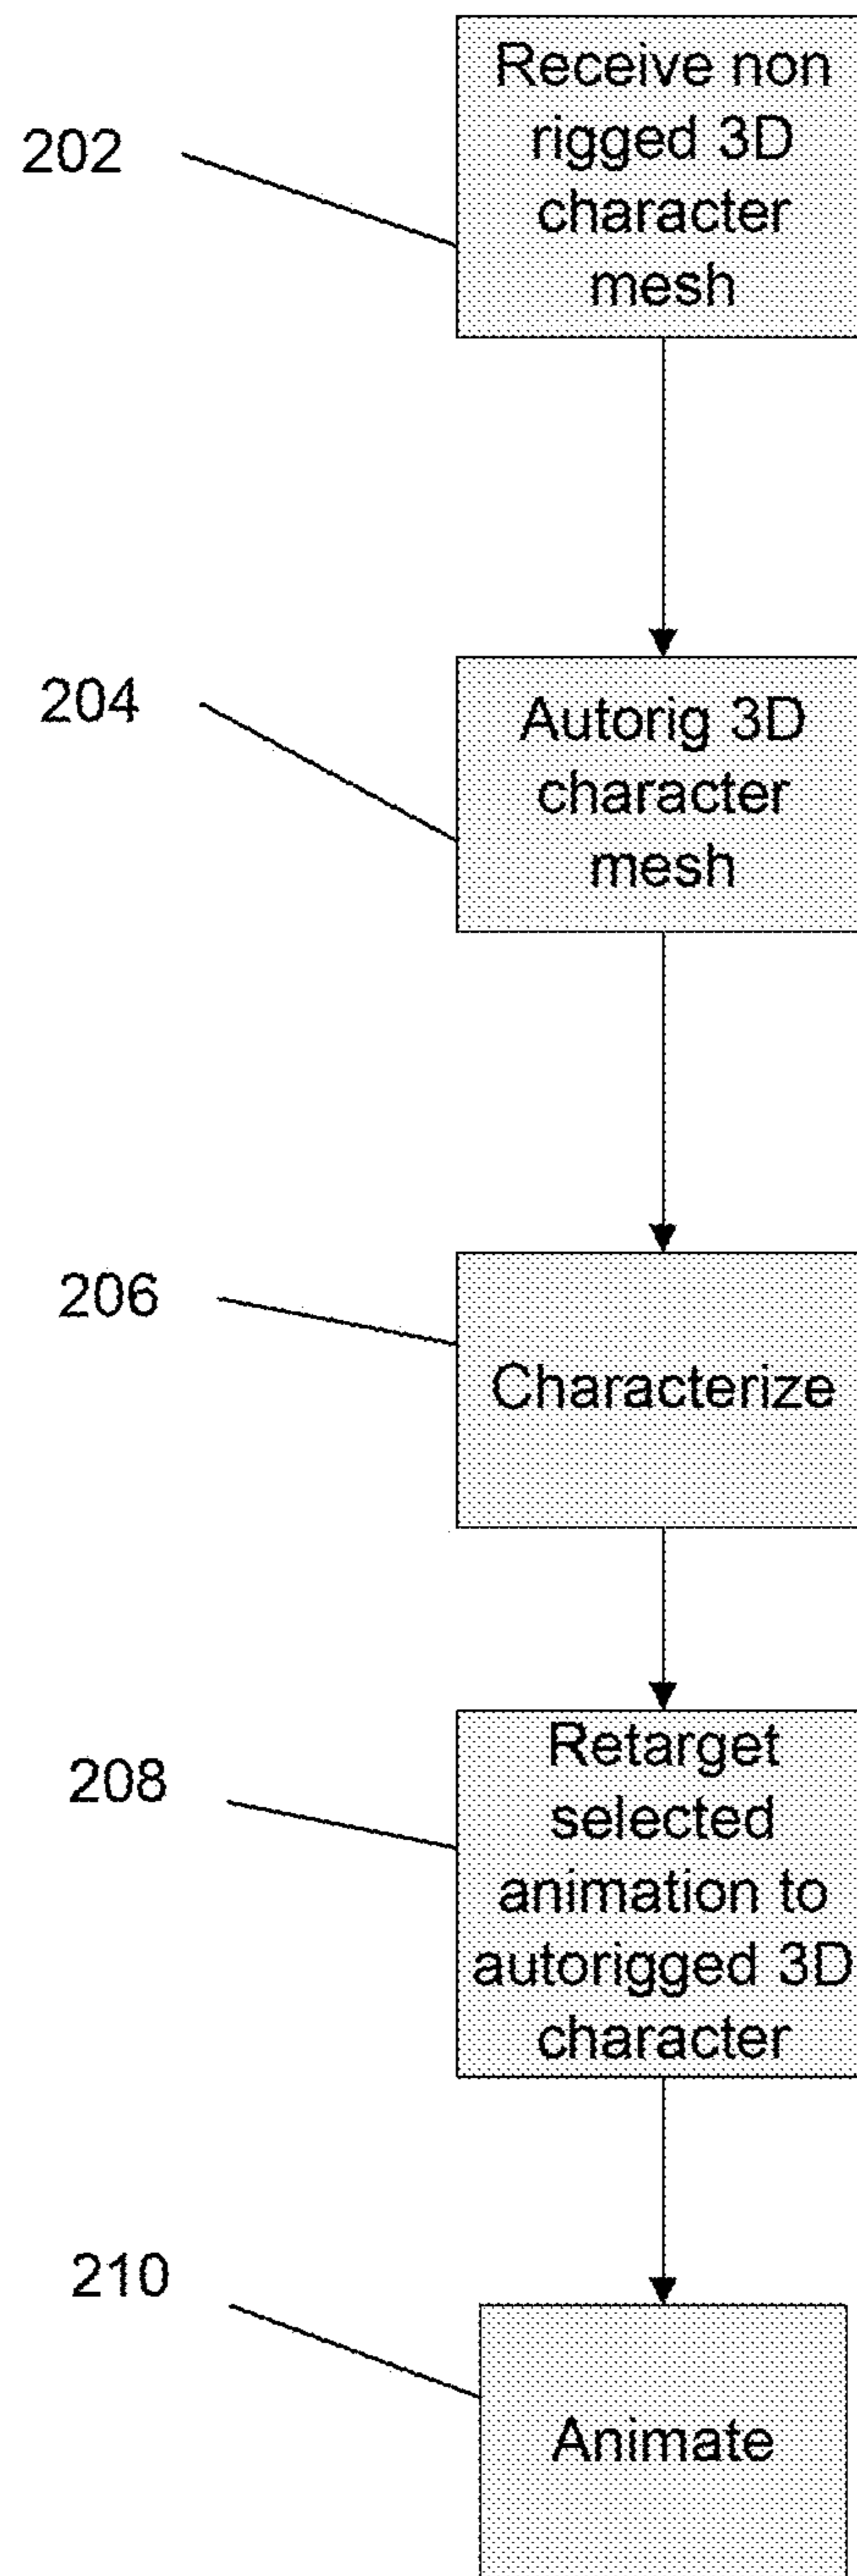 202
Receive non
rigged 3D
character
mesh
204
Autorig 3D
character
mesh
206
Characterize
208
Retarget
selected
animation to
autorigged 3D
character
210
Animate